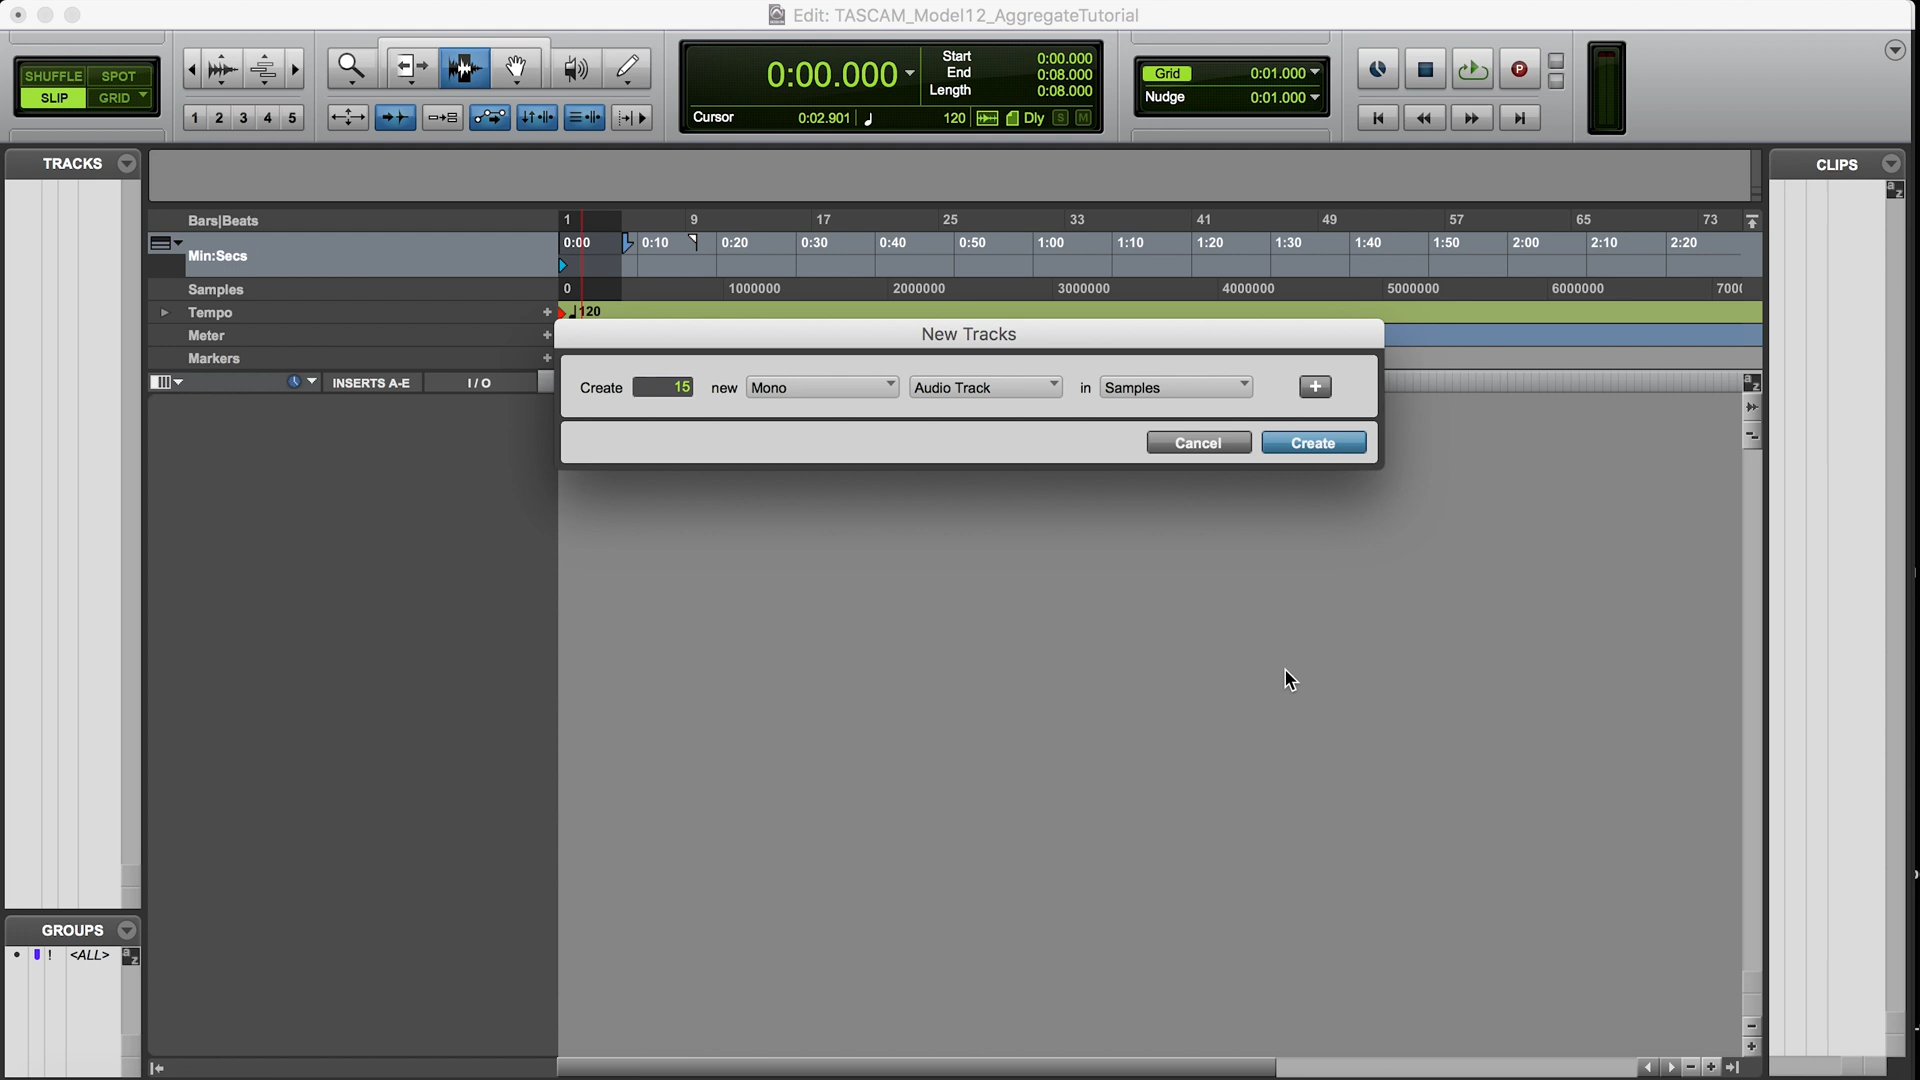 Edit: TASCAM_Model12_AggregateTutorial
SHUFFLE SPOT
SLIP GRID
1 2 3 4 5
0:00.000
Start 0:00.000
End 0:08.000
Length 0:08.000
Cursor 0:02.901 120 Dly S M
Grid 0:01.000
Nudge 0:01.000
P
TRACKS
CLIPS
a z
Bars|Beats 1 9 17 25 33 41 49 57 65 73
Min:Secs 0:00 0:10 0:20 0:30 0:40 0:50 1:00 1:10 1:20 1:30 1:40 1:50 2:00 2:10 2:20
Samples 0 1000000 2000000 3000000 4000000 5000000 6000000 700
Tempo + 120
Meter +
Markers +
INSERTS A-E I / O
a z
New Tracks
Create 15 new Mono Audio Track in Samples +
Cancel Create
GROUPS
! <ALL> a z